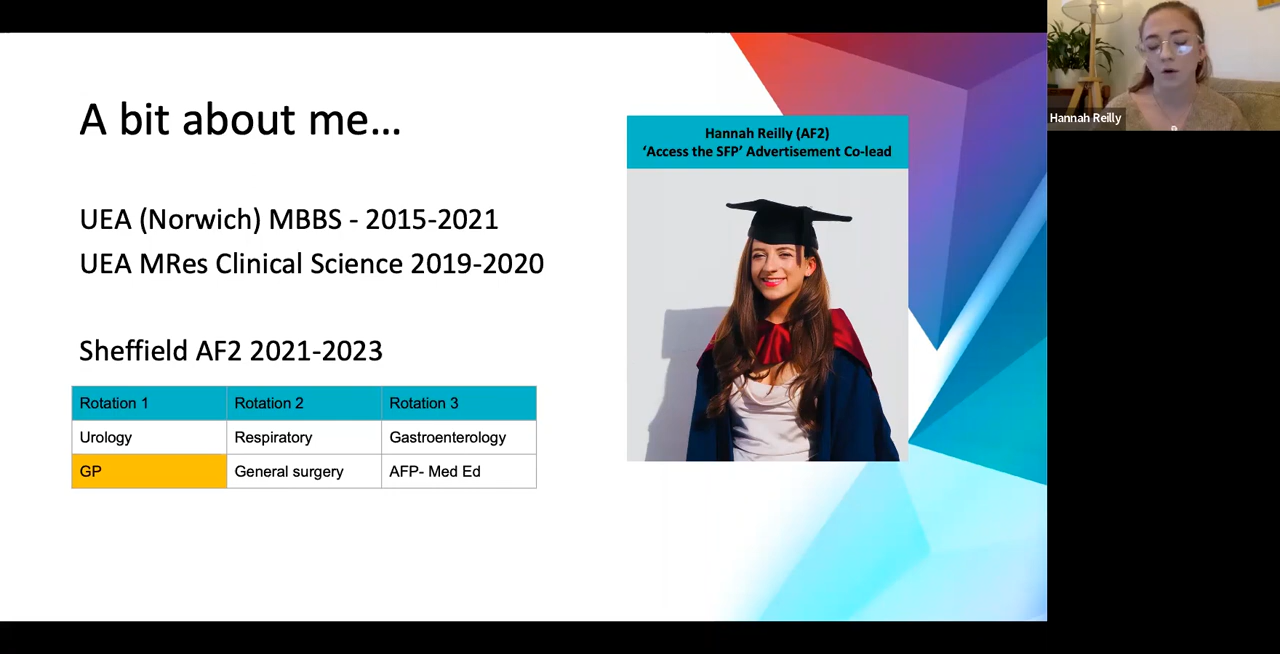 A bit about me…
UEA (Norwich) MBBS - 2015-2021
UEA MRes Clinical Science 2019-2020
Sheffield AF2 2021-2023
Rotation 1 Rotation 2 Rotation 3
Urology Respiratory Gastroenterology
GP General surgery AFP- Med Ed
Hannah Reilly (AF2)
‘Access the SFP’ Advertisement Co-lead
Hannah Reilly